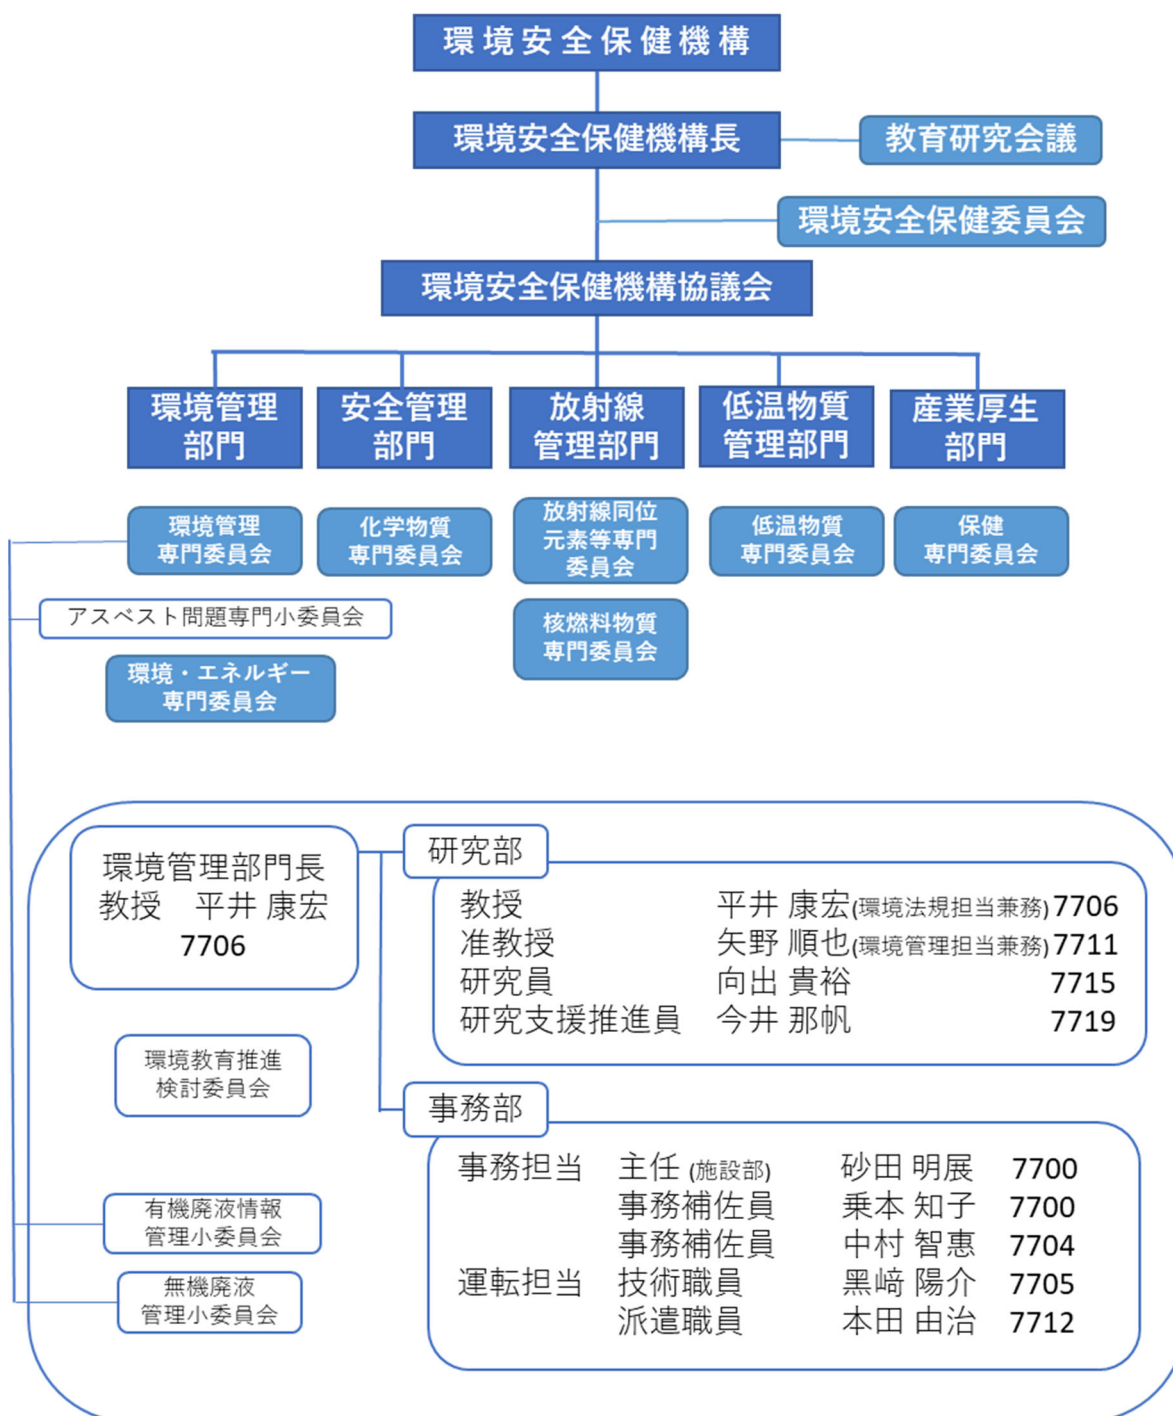 環境安全保健機構
環境安全保健機構長
教育研究会議
環境安全保健委員会
環境安全保健機構協議会
環境管理
部門
安全管理
部門
放射線
管理部門
低温物質
管理部門
産業厚生
部門
環境管理
専門委員会
化学物質
専門委員会
放射線同位
元素等専門
委員会
低温物質
専門委員会
保健
専門委員会
アスベスト問題専門小委員会
核燃料物質
専門委員会
環境・エネルギー
専門委員会
環境管理部門長
教授 平井 康宏
7706
研究部
教授 平井 康宏(環境法規担当兼務) 7706
准教授 矢野 順也(環境管理担当兼務) 7711
研究員 向出 貴裕 7715
研究支援推進員 今井 那帆 7719
環境教育推進
検討委員会
事務部
事務担当 主任 (施設部) 砂田 明展 7700
事務補佐員 乗本 知子 7700
事務補佐員 中村 智惠 7704
運転担当 技術職員 黒﨑 陽介 7705
派遣職員 本田 由治 7712
有機廃液情報
管理小委員会
無機廃液
管理小委員会